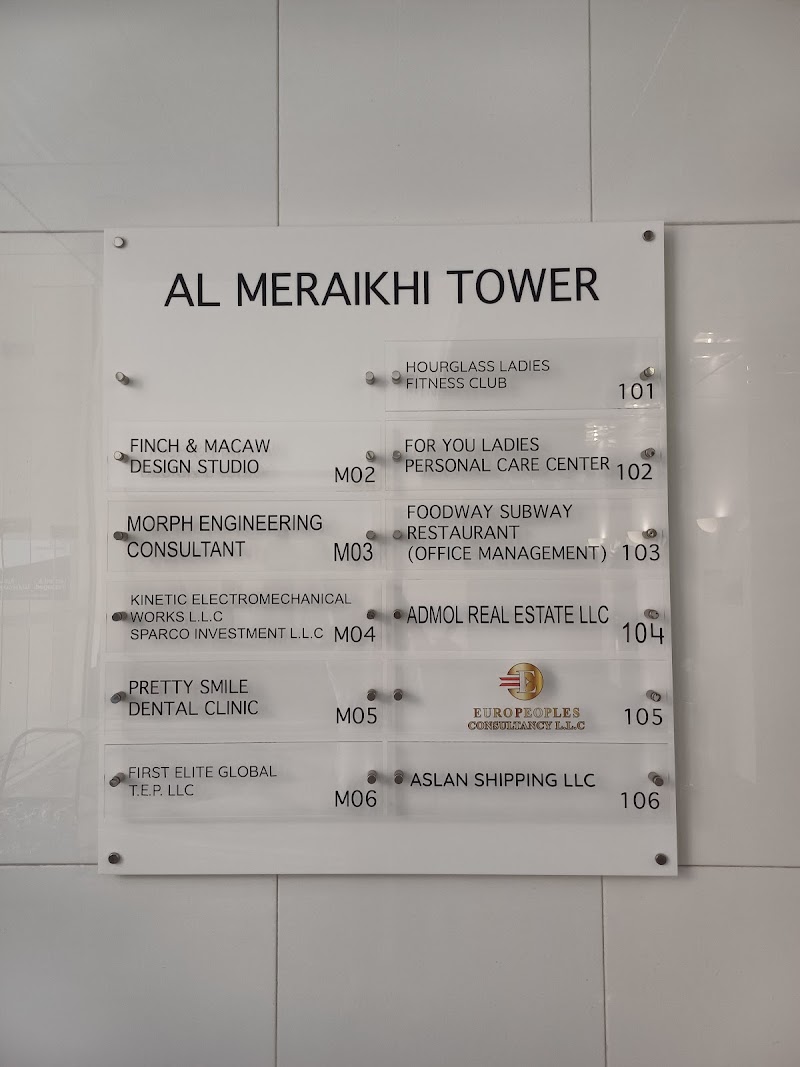 AL MERAIKHI TOWER
HOURGLASS LADIES
FITNESS CLUB
101
FINCH & MACAW
DESIGN STUDIO
M02
FOR YOU LADIES
PERSONAL CARE CENTER
102
MORPH ENGINEERING
CONSULTANT
M03
FOODWAY SUBWAY
RESTAURANT
(OFFICE MANAGEMENT)
103
KINETIC ELECTROMECHANICAL
WORKS L.L.C
SPARCO INVESTMENT L.L.C
M04
ADMOL REAL ESTATE LLC
104
PRETTY SMILE
DENTAL CLINIC
M05
E
EUROPEOPLES
CONSULTANCY L.L.C
105
FIRST ELITE GLOBAL
T.E.P. LLC
M06
ASLAN SHIPPING LLC
106